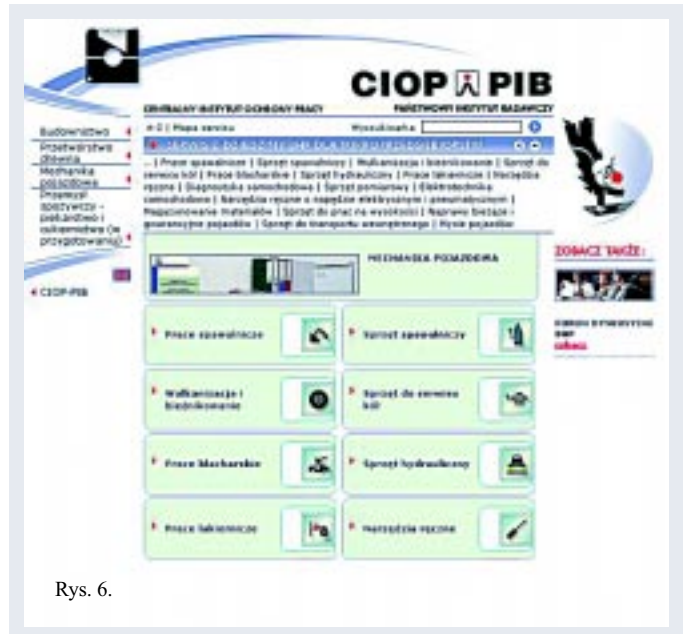 CIOP PIB
CENTRALNY INSTYTUT OCHRONY PRACY PAŃSTWOWY INSTYTUT BADAWCZY
Mapa serwisu Wyszukiwarka
Budownictwo
Przetwórstwo
drewna
Mechanika
pojazdowa
Przemysł
spożywczy -
piekarstwo i
cukiernictwo (w
przygotowaniu)
CIOP-PIB
... | Prace spawalnicze | Sprzęt spawalniczy | Wulkanizacja i bieżnikowanie | Sprzęt do
serwisu kół | Prace blacharskie | Sprzęt hydrauliczny | Prace lakiernicze | Narzędzia
ręczne | Diagnostyka samochodowa | Sprzęt pomiarowy | Elektrotechnika
samochodowa | Narzędzia ręczne o napędzie elektrycznym i pneumatycznym |
Magazynowanie materiałów | Sprzęt do prac na wysokości | Naprawy bieżące i
gwarancyjne pojazdów | Sprzęt do transportu wewnętrznego | Mycie pojazdów
MECHANIKA POJAZDOWA
ZOBACZ TAKŻE:
FORUM DYSKUSYJNE
BHP
Prace spawalnicze
Sprzęt spawalniczy
Wulkanizacja i
bieżnikowanie
Sprzęt do serwisu
kół
Prace blacharskie
Sprzęt hydrauliczny
Prace lakiernicze
Narzędzia ręczne
Rys. 6.